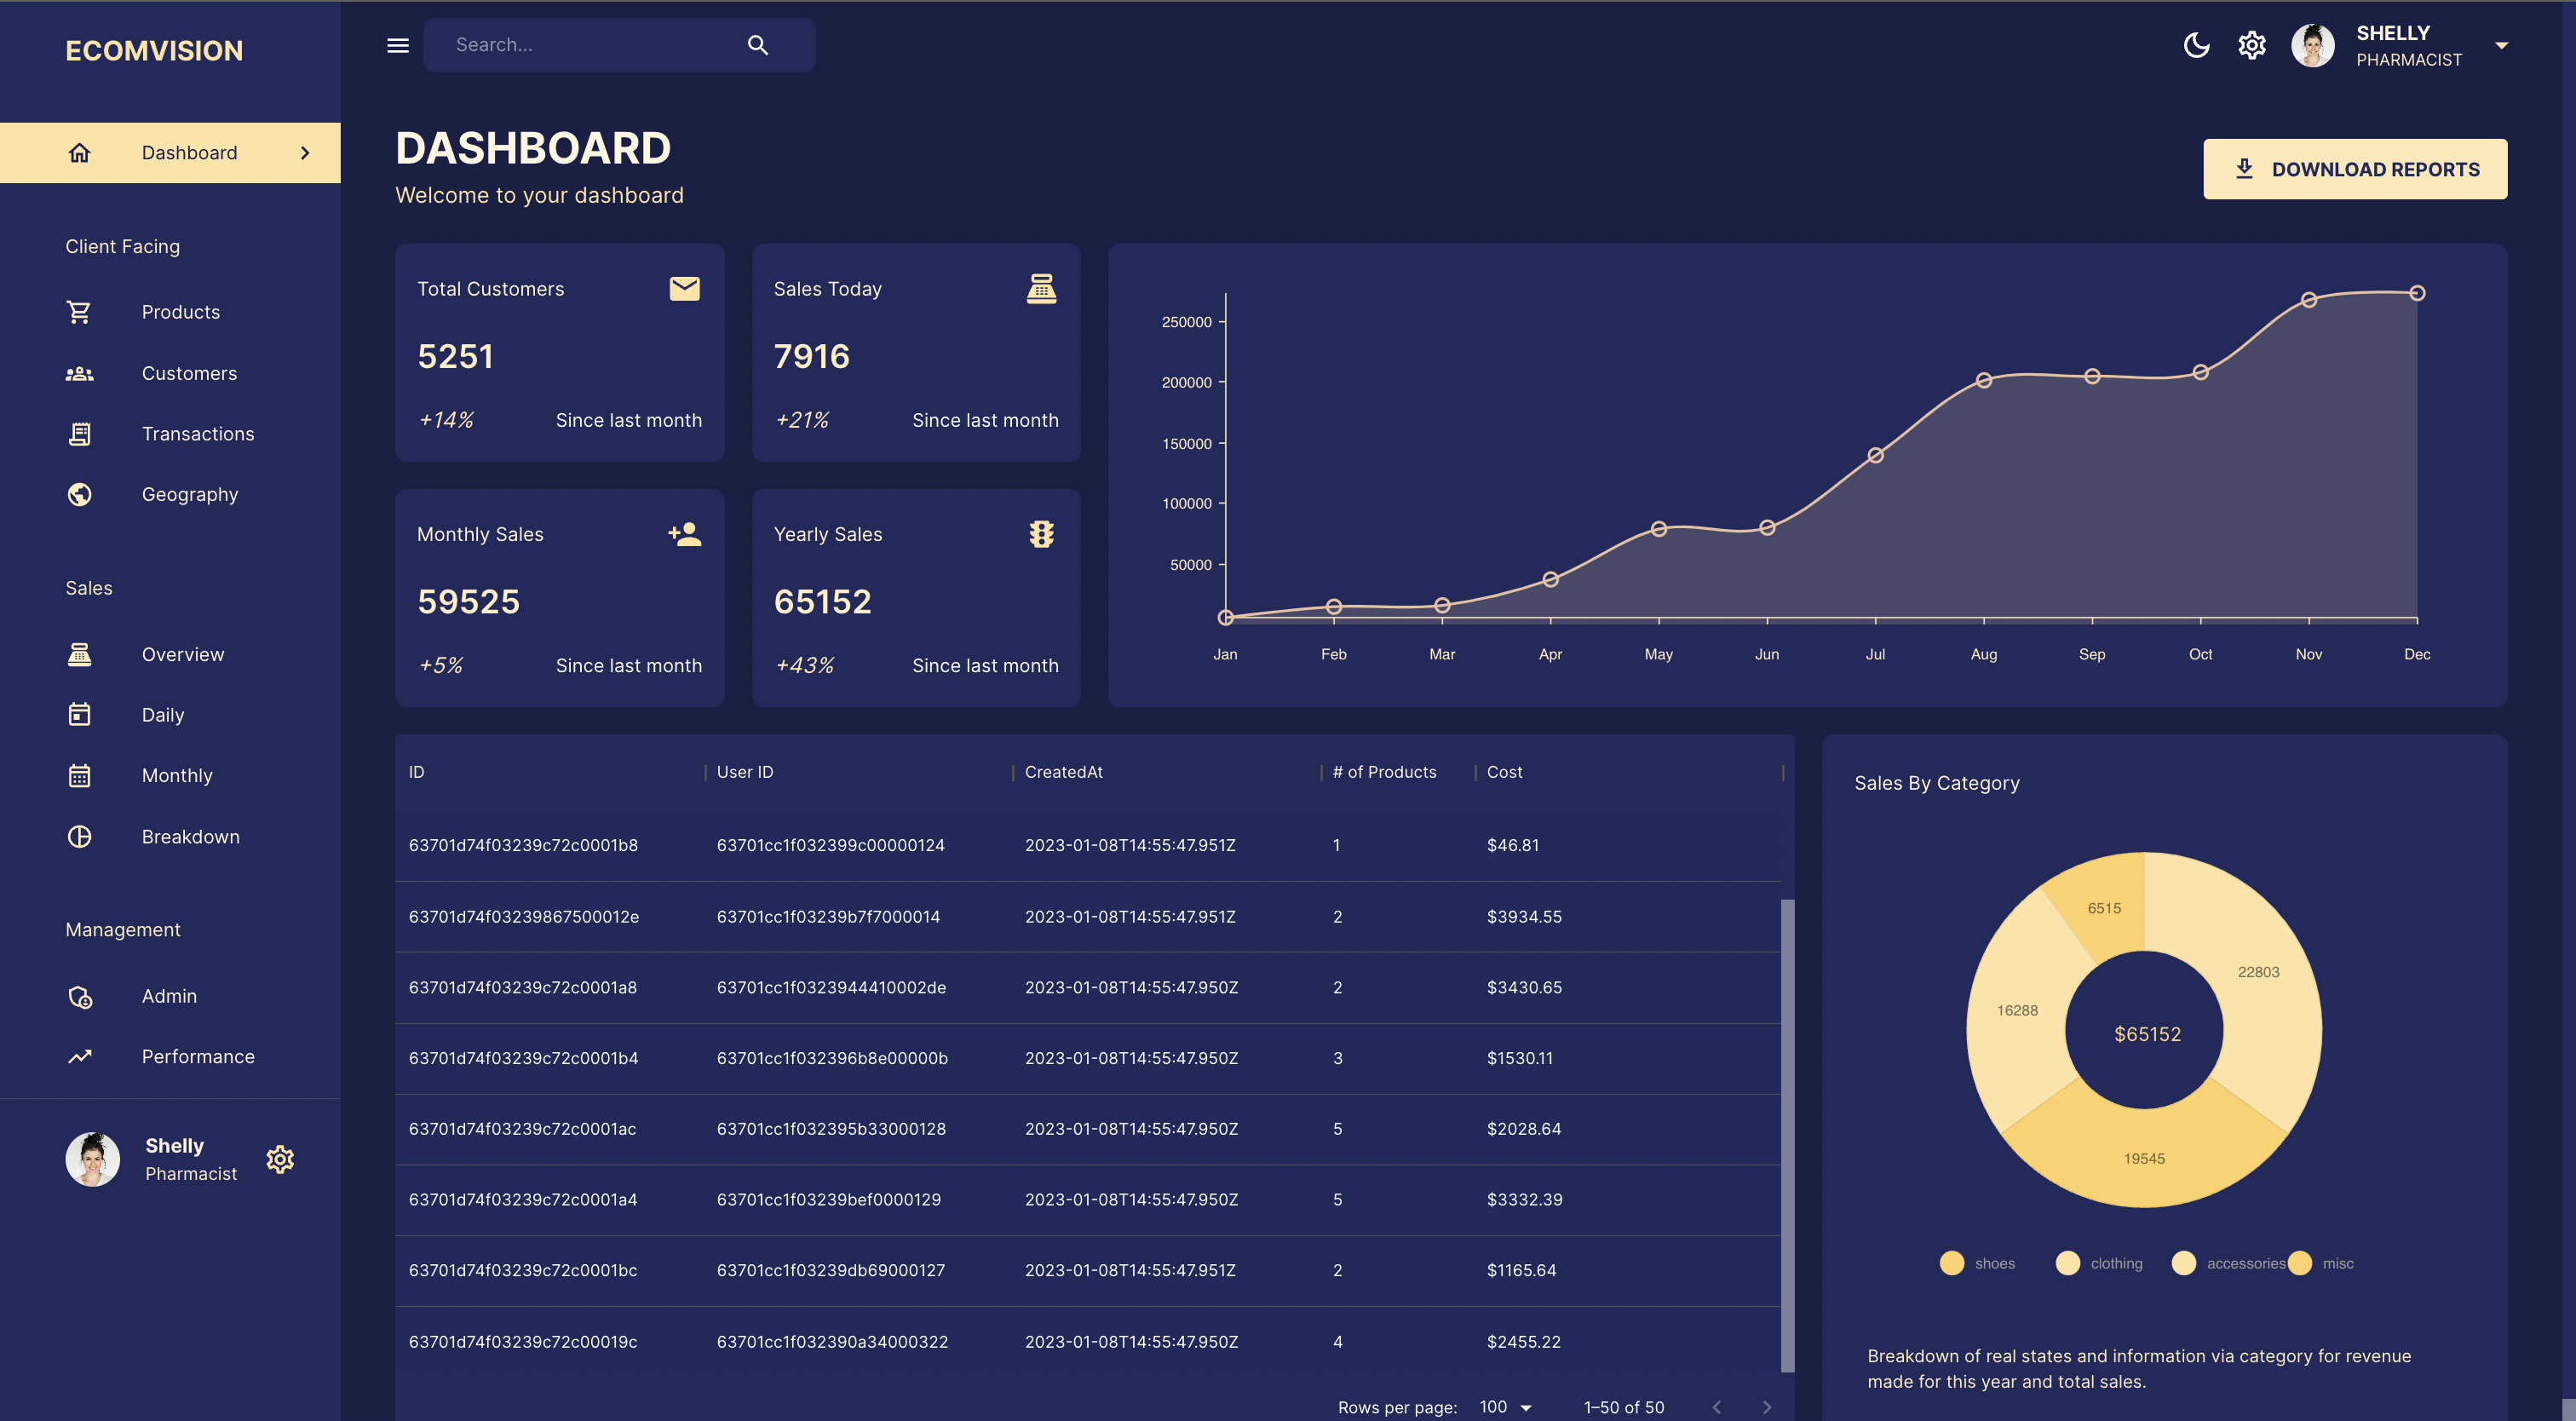 ECOMVISION
Search...
SHELLY
PHARMACIST
Dashboard
Client Facing
Products
Customers
Transactions
Geography
Sales
Overview
Daily
Monthly
Breakdown
Management
Admin
Performance
Shelly
Pharmacist
DASHBOARD
Welcome to your dashboard
DOWNLOAD REPORTS
Total Customers
5251
+14% Since last month
Sales Today
7916
+21% Since last month
Monthly Sales
59525
+5% Since last month
Yearly Sales
65152
+43% Since last month
250000
200000
150000
100000
50000
Jan Feb Mar Apr May Jun Jul Aug Sep Oct Nov Dec
ID User ID CreatedAt # of Products Cost
63701d74f03239c72c0001b8 63701cc1f032399c00000124 2023-01-08T14:55:47.951Z 1 $46.81
63701d74f03239867500012e 63701cc1f03239b7f7000014 2023-01-08T14:55:47.951Z 2 $3934.55
63701d74f03239c72c0001a8 63701cc1f0323944410002de 2023-01-08T14:55:47.950Z 2 $3430.65
63701d74f03239c72c0001b4 63701cc1f032396b8e00000b 2023-01-08T14:55:47.950Z 3 $1530.11
63701d74f03239c72c0001ac 63701cc1f032395b33000128 2023-01-08T14:55:47.950Z 5 $2028.64
63701d74f03239c72c0001a4 63701cc1f03239bef0000129 2023-01-08T14:55:47.950Z 5 $3332.39
63701d74f03239c72c0001bc 63701cc1f03239db69000127 2023-01-08T14:55:47.951Z 2 $1165.64
63701d74f03239c72c00019c 63701cc1f032390a34000322 2023-01-08T14:55:47.950Z 4 $2455.22
Rows per page: 100 1–50 of 50
Sales By Category
6515
22803
16288
$65152
19545
shoes clothing accessories misc
Breakdown of real states and information via category for revenue
made for this year and total sales.